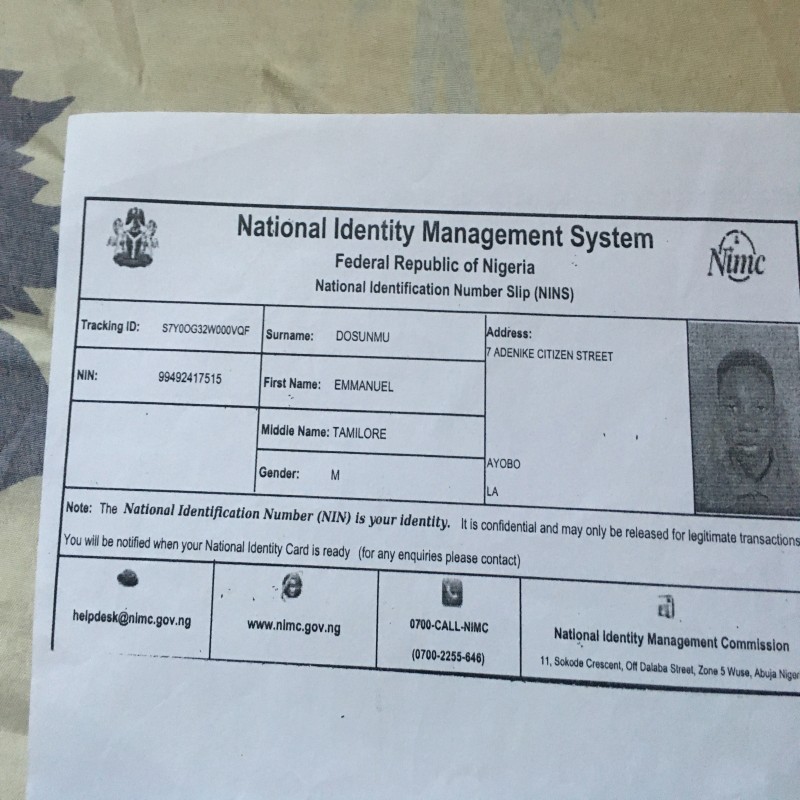 National Identity Management System
Federal Republic of Nigeria
National Identification Number Slip (NINS)
Nimc
Tracking ID: S7Y0OG32W000VQF
Surname: DOSUNMU
Address:
7 ADENIKE CITIZEN STREET
NIN: 99492417515
First Name: EMMANUEL
Middle Name: TAMILORE
Gender: M
AYOBO
LA
Note: The National Identification Number (NIN) is your identity. It is confidential and may only be released for legitimate transactions
You will be notified when your National Identity Card is ready (for any enquiries please contact)
helpdesk@nimc.gov.ng
www.nimc.gov.ng
0700-CALL-NIMC
(0700-2255-646)
National Identity Management Commission
11, Sokode Crescent, Off Dalaba Street, Zone 5 Wuse, Abuja